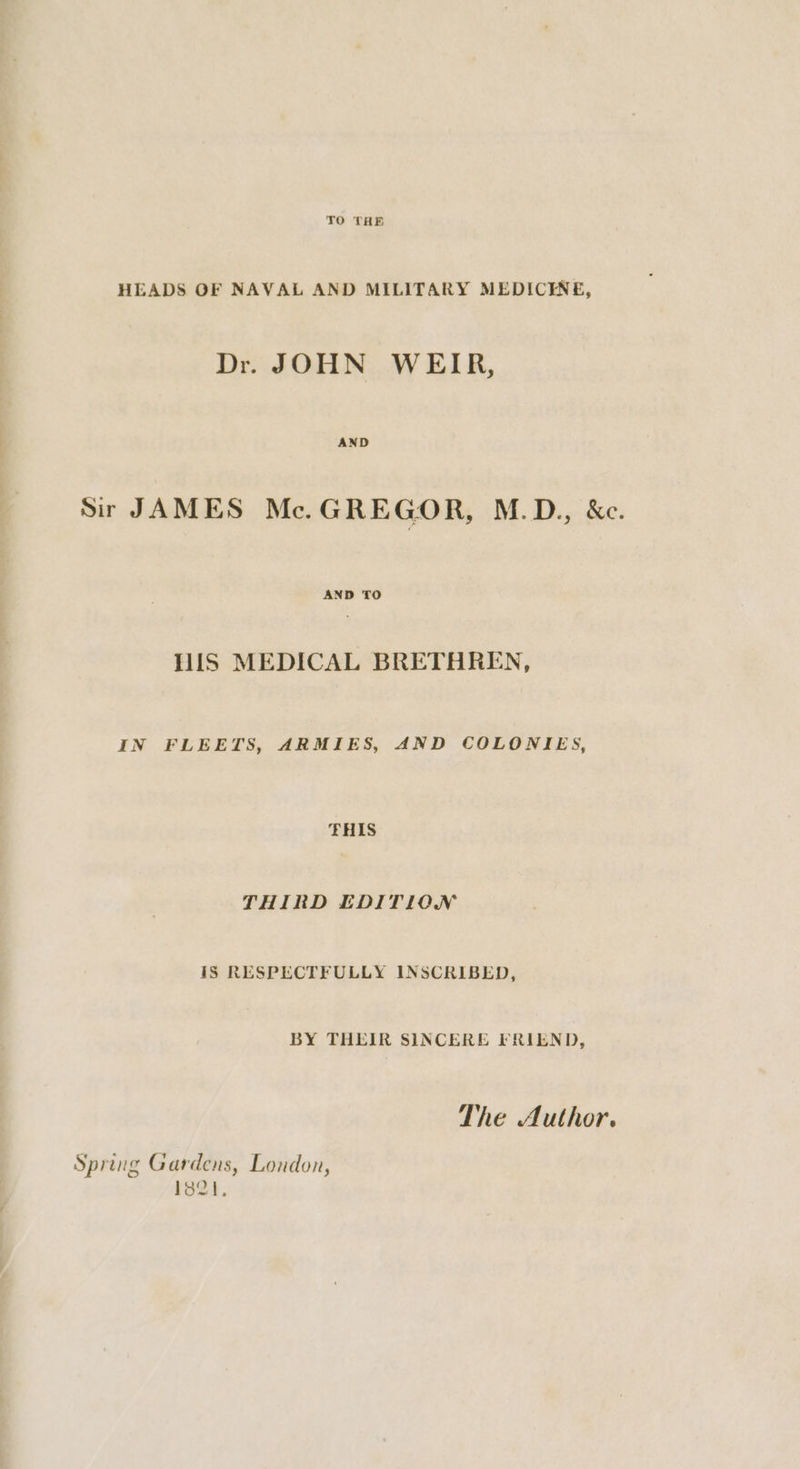 TO THE
HEADS OF NAVAL AND MILITARY MEDICINE,
Dr. JOHN WEIR,
AND
Sir JAMES Mc. GREGOR, M.D., &c.
AND TO
HIS MEDICAL BRETHREN,
IN FLEETS, ARMIES, AND COLONIES,
THIS
THIRD EDITION
IS RESPECTFULLY INSCRIBED,
BY THEIR SINCERE FRIEND,
The Author.
Spring Gardens, London,
1821.